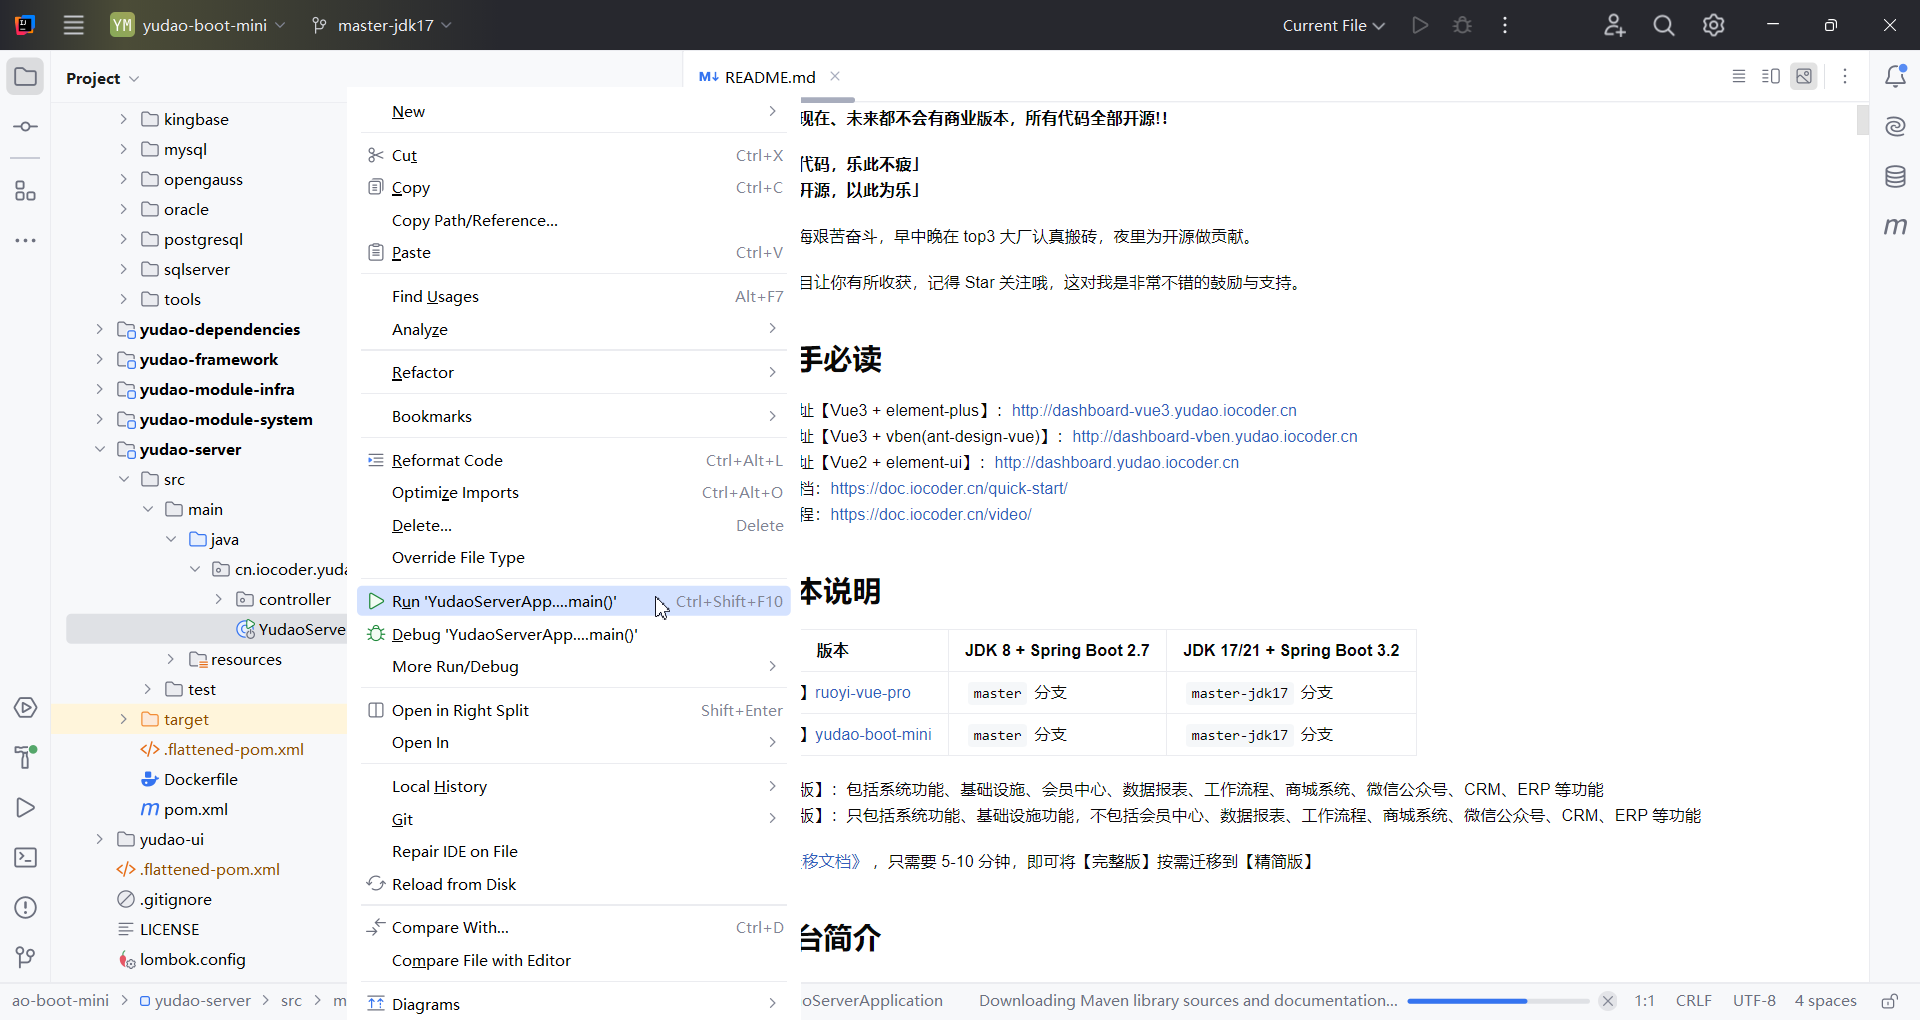 YM yudao-boot-mini
master-jdk17
Current File
Project
README.md
kingbase
mysql
opengauss
oracle
postgresql
sqlserver
tools
yudao-dependencies
yudao-framework
yudao-module-infra
yudao-module-system
yudao-server
src
main
java
cn.iocoder.yuda
controller
YudaoServe
resources
test
target
.flattened-pom.xml
Dockerfile
pom.xml
yudao-ui
.flattened-pom.xml
.gitignore
LICENSE
lombok.config
New
Cut Ctrl+X
Copy Ctrl+C
Copy Path/Reference...
Paste Ctrl+V
Find Usages Alt+F7
Analyze
Refactor
Bookmarks
Reformat Code Ctrl+Alt+L
Optimize Imports Ctrl+Alt+O
Delete... Delete
Override File Type
Run 'YudaoServerApp....main()' Ctrl+Shift+F10
Debug 'YudaoServerApp....main()'
More Run/Debug
Open in Right Split Shift+Enter
Open In
Local History
Git
Repair IDE on File
Reload from Disk
Compare With... Ctrl+D
Compare File with Editor
Diagrams
现在、未来都不会有商业版本，所有代码全部开源!!
代码，乐此不疲」
开源，以此为乐」
海艰苦奋斗，早中晚在 top3 大厂认真搬砖，夜里为开源做贡献。
目让你有所收获，记得 Star 关注哦，这对我是非常不错的鼓励与支持。
手必读
址【Vue3 + element-plus】：http://dashboard-vue3.yudao.iocoder.cn
址【Vue3 + vben(ant-design-vue)】：http://dashboard-vben.yudao.iocoder.cn
址【Vue2 + element-ui】：http://dashboard.yudao.iocoder.cn
档：https://doc.iocoder.cn/quick-start/
程：https://doc.iocoder.cn/video/
本说明
版本 JDK 8 + Spring Boot 2.7 JDK 17/21 + Spring Boot 3.2
】ruoyi-vue-pro master 分支 master-jdk17 分支
】yudao-boot-mini master 分支 master-jdk17 分支
版】：包括系统功能、基础设施、会员中心、数据报表、工作流程、商城系统、微信公众号、CRM、ERP 等功能
版】：只包括系统功能、基础设施功能，不包括会员中心、数据报表、工作流程、商城系统、微信公众号、CRM、ERP 等功能
移文档》，只需要 5-10 分钟，即可将【完整版】按需迁移到【精简版】
台简介
ao-boot-mini > yudao-server > src > m
oServerApplication
Downloading Maven library sources and documentation...
1:1 CRLF UTF-8 4 spaces